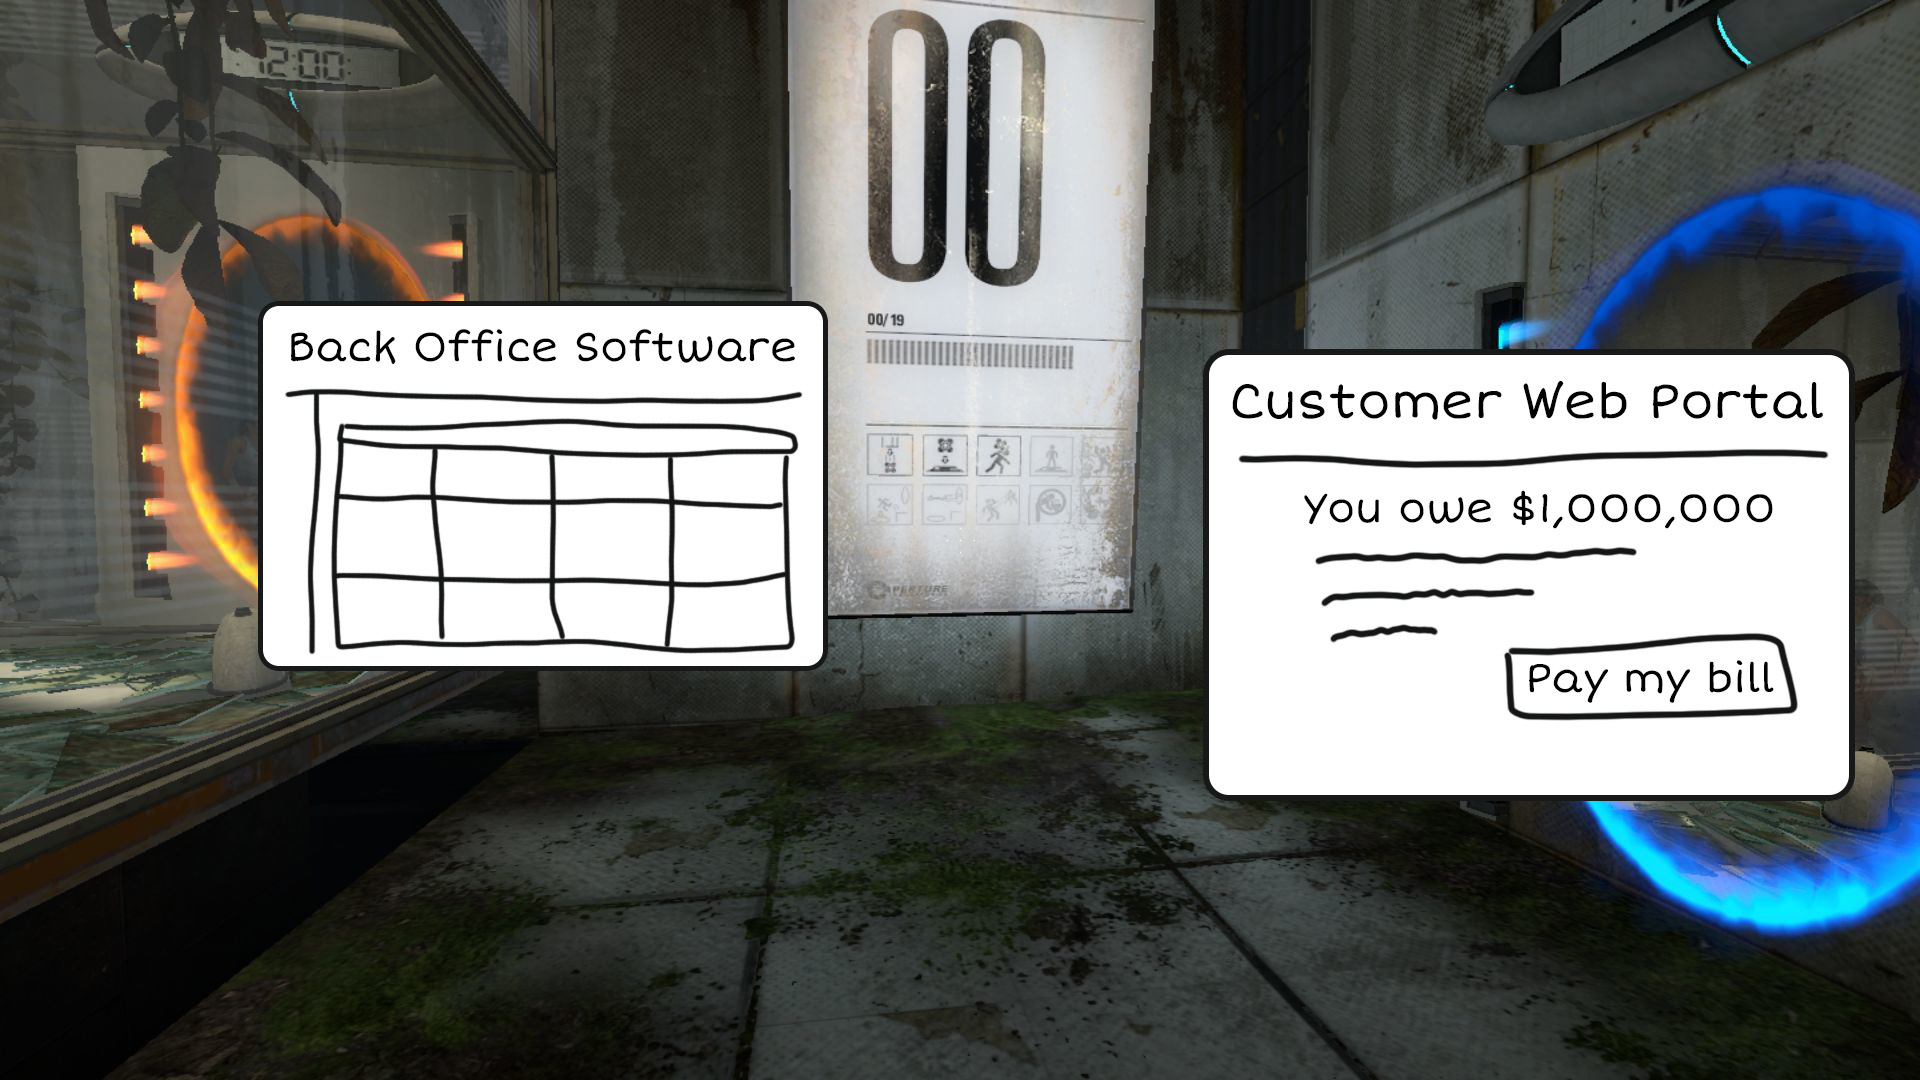 12:00
00
00/19
Back Office Software
Customer Web Portal
You owe $1,000,000
Pay my bill